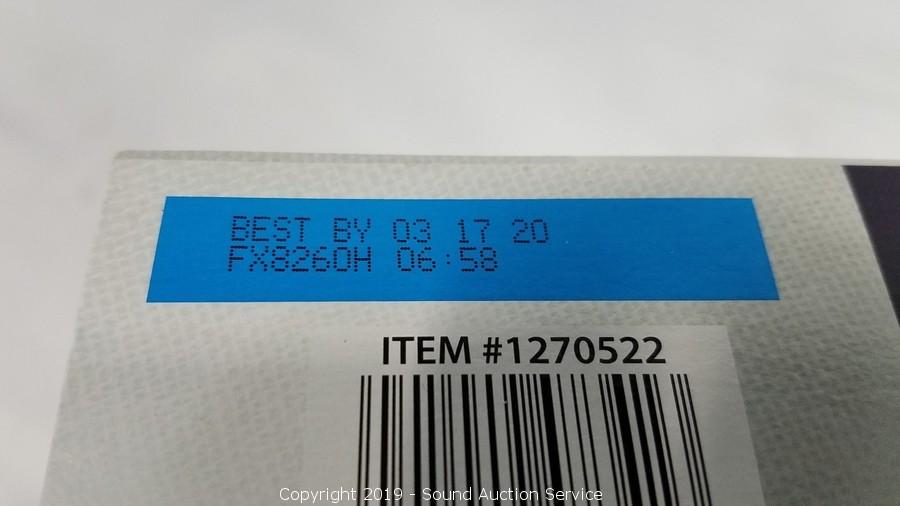 BEST BY 03 17 20
FX8260H 06:58
ITEM #1270522
Copyright 2019 - Sound Auction Service